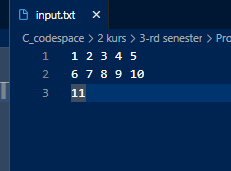 input.txt ×
C_codespace > 2 kurs > 3-rd senester > Pro
1 1 2 3 4 5
2 6 7 8 9 10
3 11